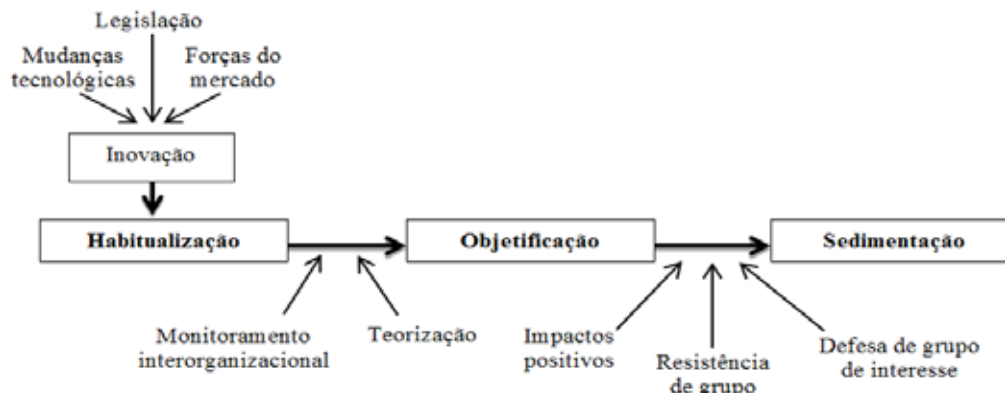 Legislação
Mudanças
tecnológicas
Forças do
mercado
Inovação
Habitualização
Objetificação
Sedimentação
Monitoramento
interorganizacional
Teorização
Impactos
positivos
Resistência
de grupo
Defesa de grupo
de interesse